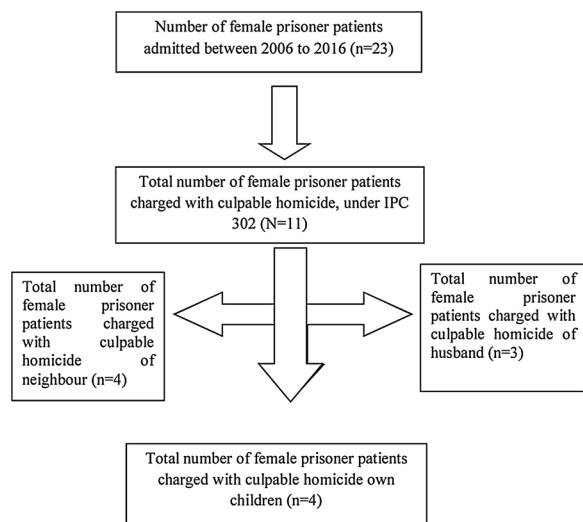 Number of female prisoner patients
admitted between 2006 to 2016 (n=23)
Total number of female prisoner patients
charged with culpable homicide, under IPC
302 (N=11)
Total number of
female prisoner
patients charged
with culpable
homicide of
neighbour (n=4)
Total number of
female prisoner
patients charged with
culpable homicide of
husband (n=3)
Total number of female prisoner patients
charged with culpable homicide own
children (n=4)